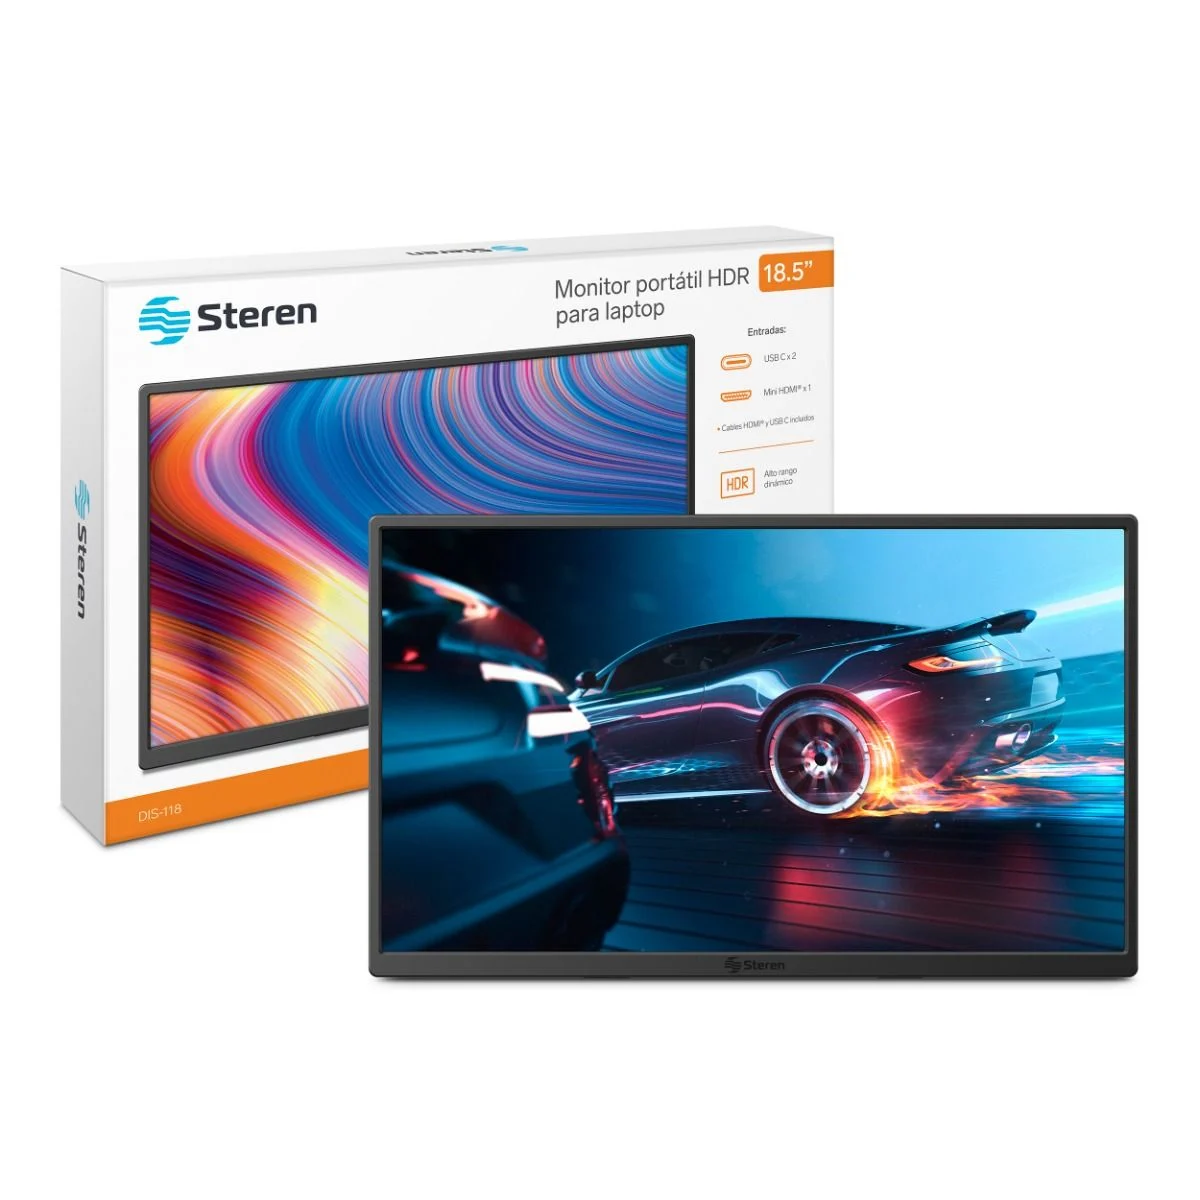 Steren
Steren
Monitor portátil HDR
para laptop
18.5”
Entradas:
USB C x 2
Mini HDMI® x 1
• Cables HDMI® y USB C incluidos
HDR
Alto rango
dinámico
Steren
DIS-118
Steren